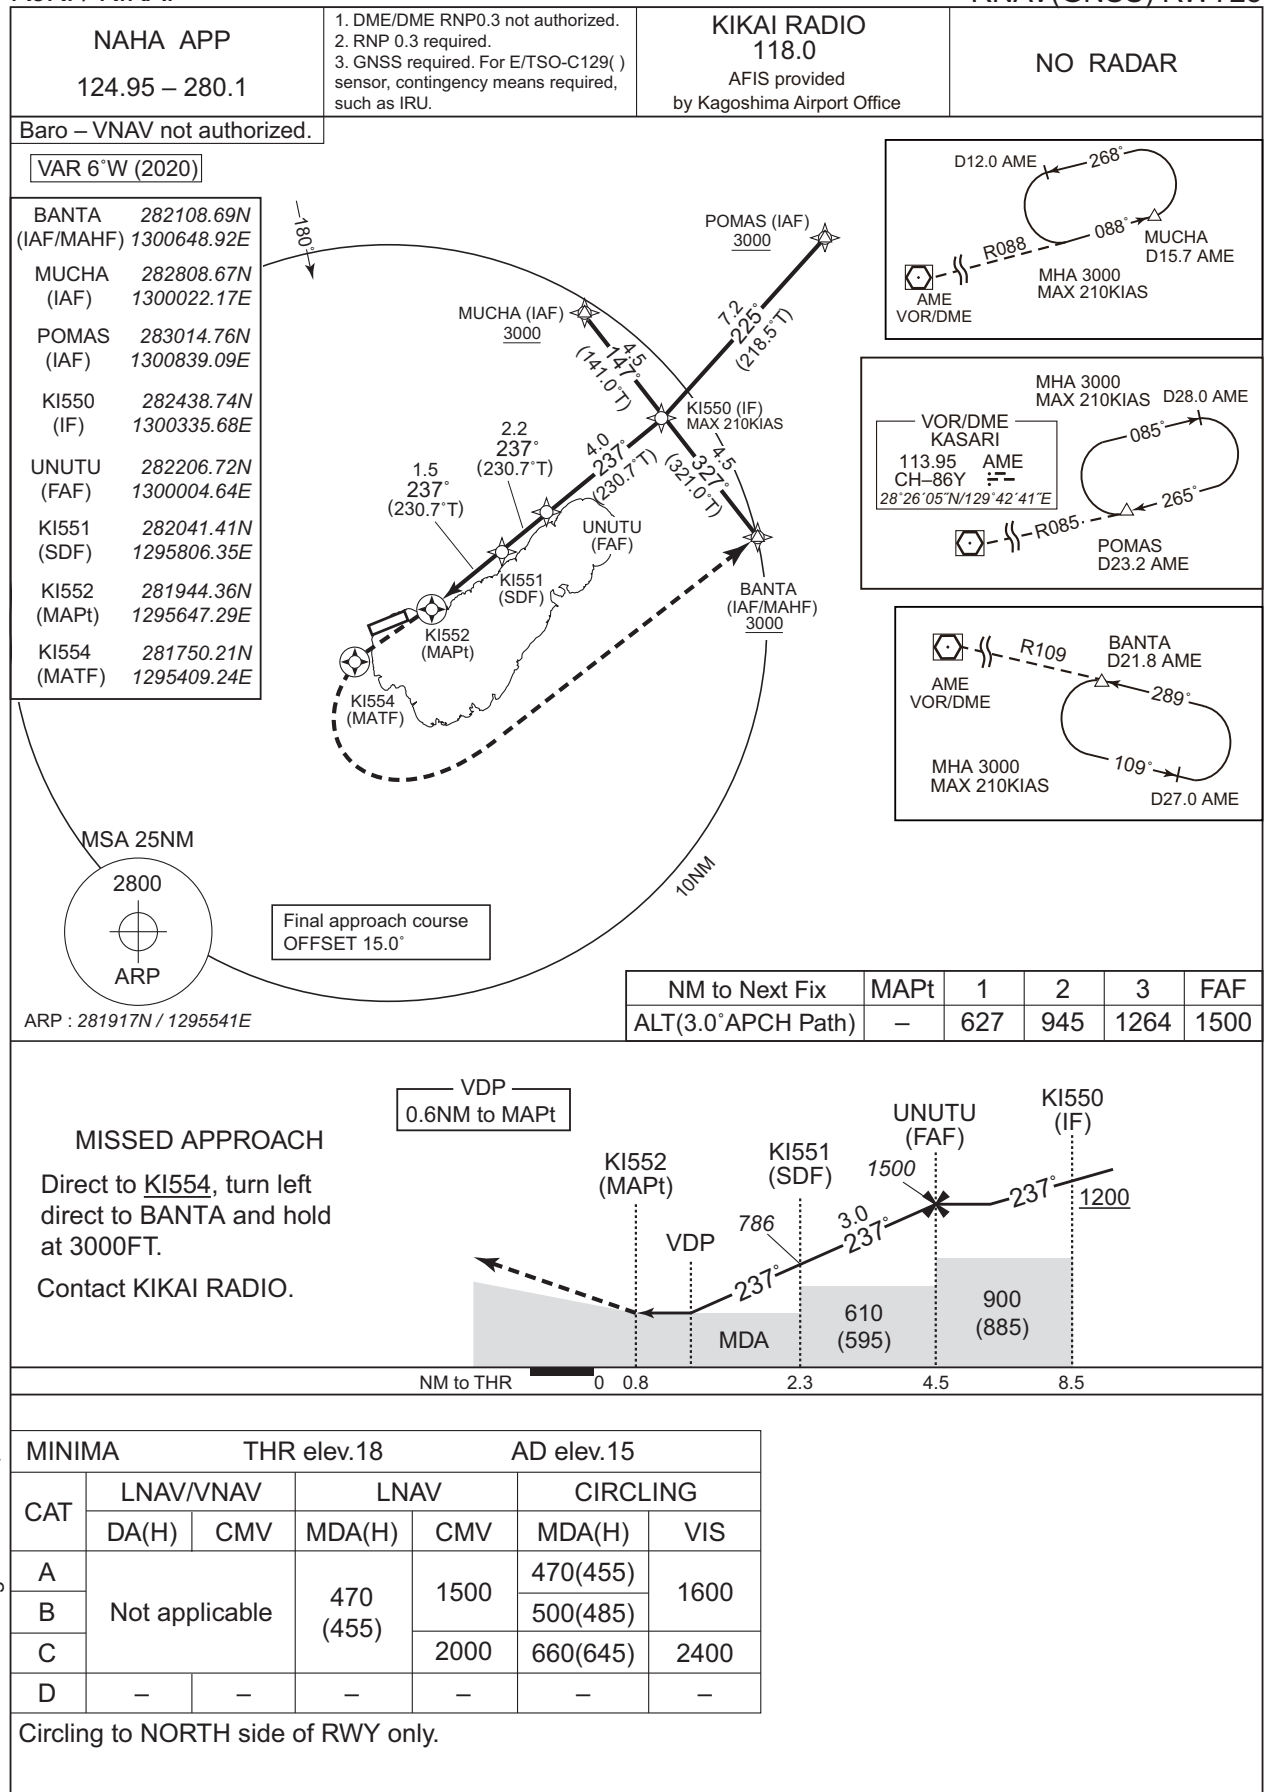 NAHA APP
124.95 – 280.1
1. DME/DME RNP0.3 not authorized.
2. RNP 0.3 required.
3. GNSS required. For E/TSO-C129( )
sensor, contingency means required,
such as IRU.
KIKAI RADIO
118.0
AFIS provided
by Kagoshima Airport Office
NO RADAR
Baro – VNAV not authorized.
VAR 6˚W (2020)
BANTA 282108.69N
(IAF/MAHF) 1300648.92E
MUCHA 282808.67N
(IAF) 1300022.17E
POMAS 283014.76N
(IAF) 1300839.09E
KI550 282438.74N
(IF) 1300335.68E
UNUTU 282206.72N
(FAF) 1300004.64E
KI551 282041.41N
(SDF) 1295806.35E
KI552 281944.36N
(MAPt) 1295647.29E
KI554 281750.21N
(MATF) 1295409.24E
180˚
POMAS (IAF)
3000
MUCHA (IAF)
3000
7.2
225˚
(218.5˚T)
4.5
147˚
(141.0˚T)
KI550 (IF)
MAX 210KIAS
4.0
237˚
(230.7˚T)
4.5
327˚
(321.0˚T)
2.2
237˚
(230.7˚T)
1.5
237˚
(230.7˚T)
UNUTU
(FAF)
KI551
(SDF)
KI552
(MAPt)
KI554
(MATF)
BANTA
(IAF/MAHF)
3000
10NM
D12.0 AME
268˚
088˚
R088
MUCHA
D15.7 AME
AME
VOR/DME
MHA 3000
MAX 210KIAS
MHA 3000
MAX 210KIAS
D28.0 AME
VOR/DME
KASARI
113.95 AME
CH–86Y
28°26´05˝N/129°42´41˝E
085˚
265˚
R085
POMAS
D23.2 AME
R109
BANTA
D21.8 AME
AME
VOR/DME
289˚
109˚
MHA 3000
MAX 210KIAS
D27.0 AME
MSA 25NM
2800
ARP
ARP : 281917N / 1295541E
Final approach course
OFFSET 15.0˚
NM to Next Fix MAPt 1 2 3 FAF
ALT(3.0˚APCH Path) – 627 945 1264 1500
VDP
0.6NM to MAPt
MISSED APPROACH
Direct to KI554, turn left
direct to BANTA and hold
at 3000FT.
Contact KIKAI RADIO.
KI552
(MAPt)
VDP
KI551
(SDF)
UNUTU
(FAF)
KI550
(IF)
786
1500
237˚
3.0
237˚
237˚
1200
MDA
610
(595)
900
(885)
NM to THR 0 0.8 2.3 4.5 8.5
MINIMA THR elev.18 AD elev.15
CAT LNAV/VNAV LNAV CIRCLING
DA(H) CMV MDA(H) CMV MDA(H) VIS
A Not applicable 470 (455) 1500 470(455) 1600
B 500(485)
C 2000 660(645) 2400
D – – – – – –
Circling to NORTH side of RWY only.